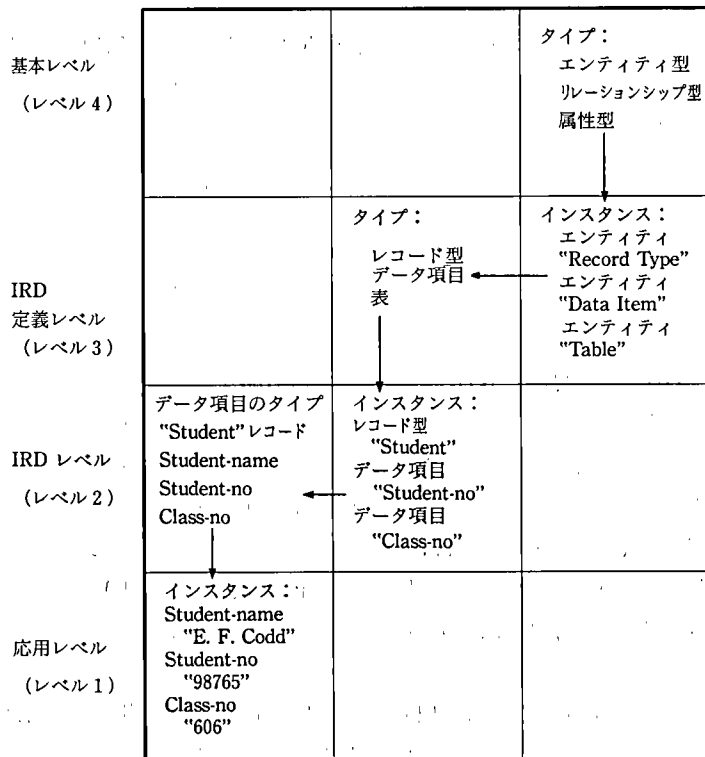 基本レベル
(レベル4)
タイプ：
エンティティ型
リレーションシップ型
属性型
IRD
定義レベル
(レベル3)
タイプ：
レコード型
データ項目
表
インスタンス：
エンティティ
"Record Type"
エンティティ
"Data Item"
エンティティ
"Table"
IRD レベル
(レベル2)
データ項目のタイプ
"Student"レコード
Student-name
Student-no
Class-no
インスタンス：
レコード型
"Student"
データ項目
"Student-no"
データ項目
"Class-no"
応用レベル
(レベル1)
インスタンス：
Student-name
"E. F. Codd"
Student-no
"98765"
Class-no
"606"